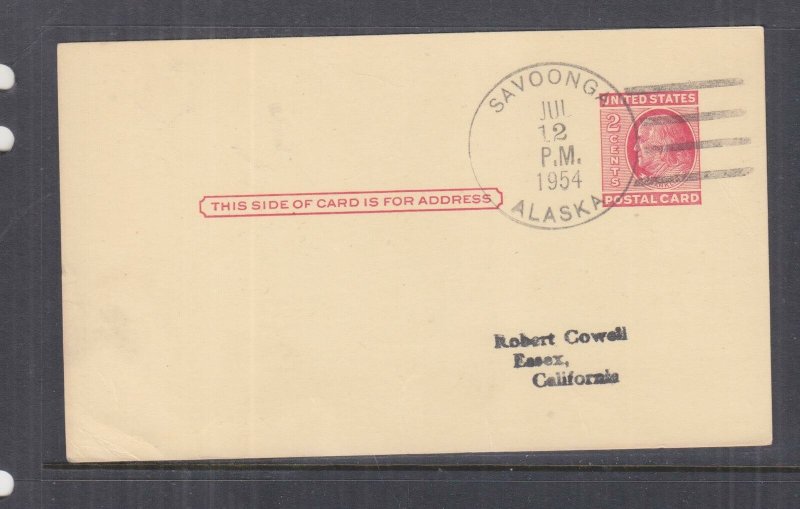 SAVOONGA
JUL
12
P.M.
1954
ALASKA
UNITED STATES
2 CENTS
POSTAL CARD
THIS SIDE OF CARD IS FOR ADDRESS
Robert Cowell
Essex,
California